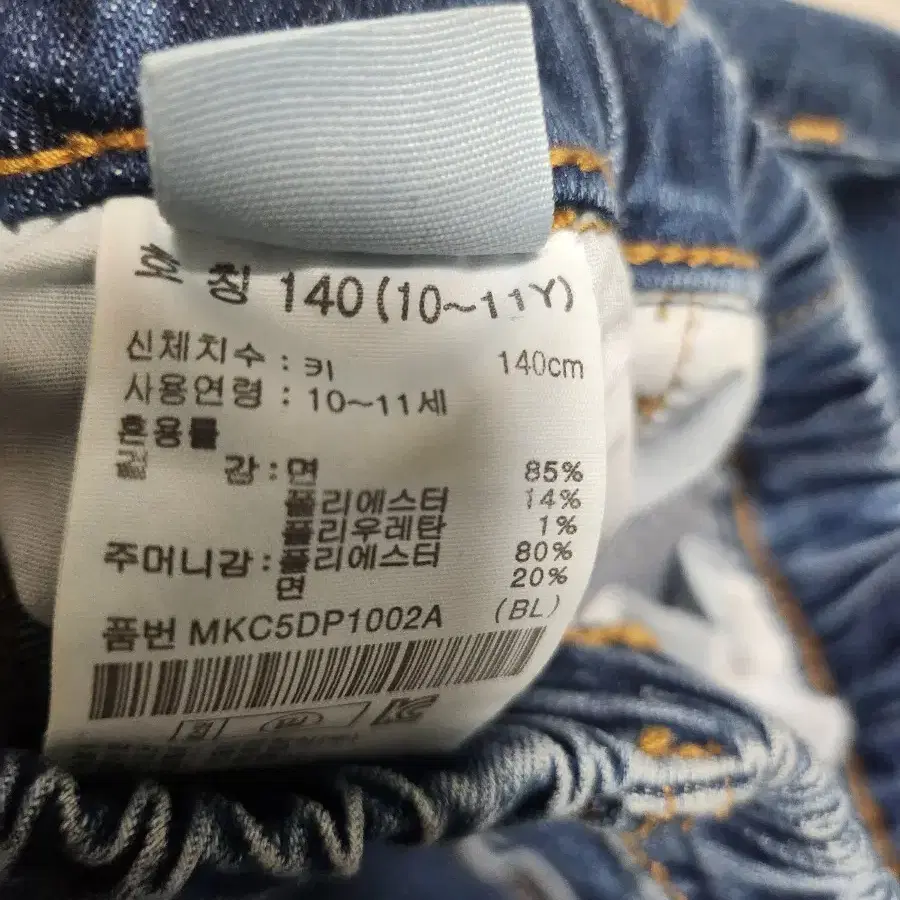 호 칭 140 (10~11Y)
신체치수 : 키 140cm
사용연령 : 10~11세
혼용률
겉 감 : 면 85%
폴리에스터 14%
폴리우레탄 1%
주머니감 : 폴리에스터 80%
면 20%
품번 MKC5DP1002A (BL)